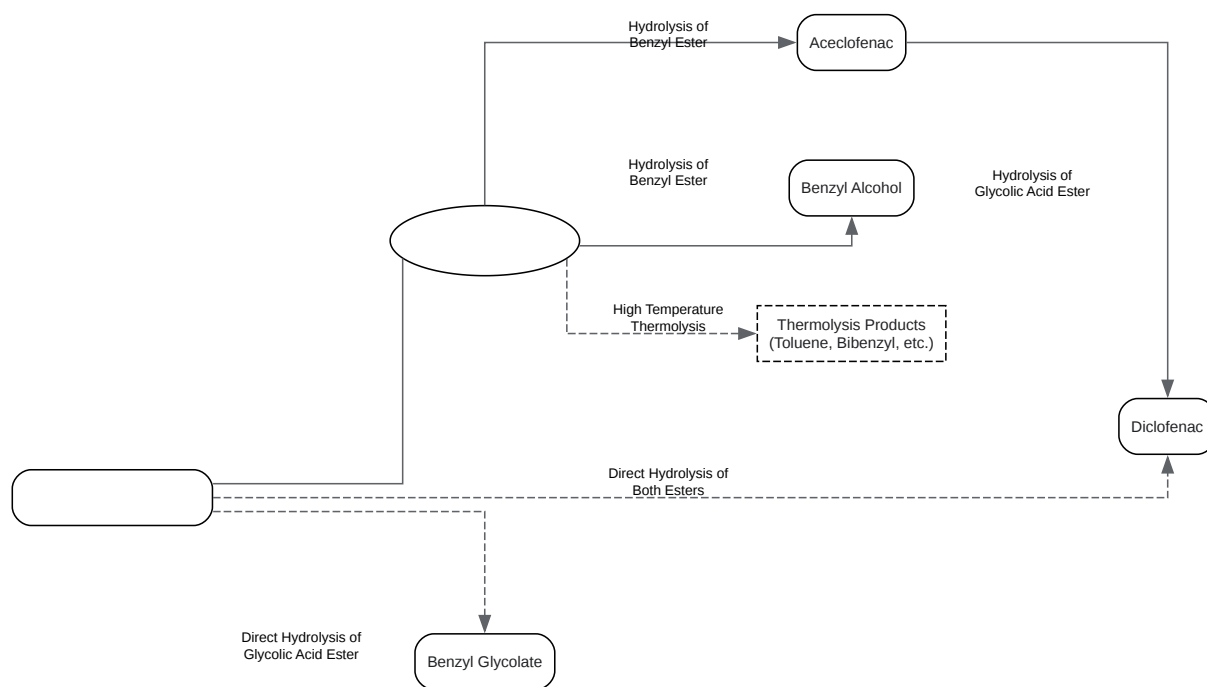 Hydrolysis of
Benzyl Ester
Aceclofenac
Hydrolysis of
Benzyl Ester
Benzyl Alcohol
Hydrolysis of
Glycolic Acid Ester
High Temperature
Thermolysis
Thermolysis Products
(Toluene, Bibenzyl, etc.)
Diclofenac
Direct Hydrolysis of
Both Esters
Direct Hydrolysis of
Glycolic Acid Ester
Benzyl Glycolate